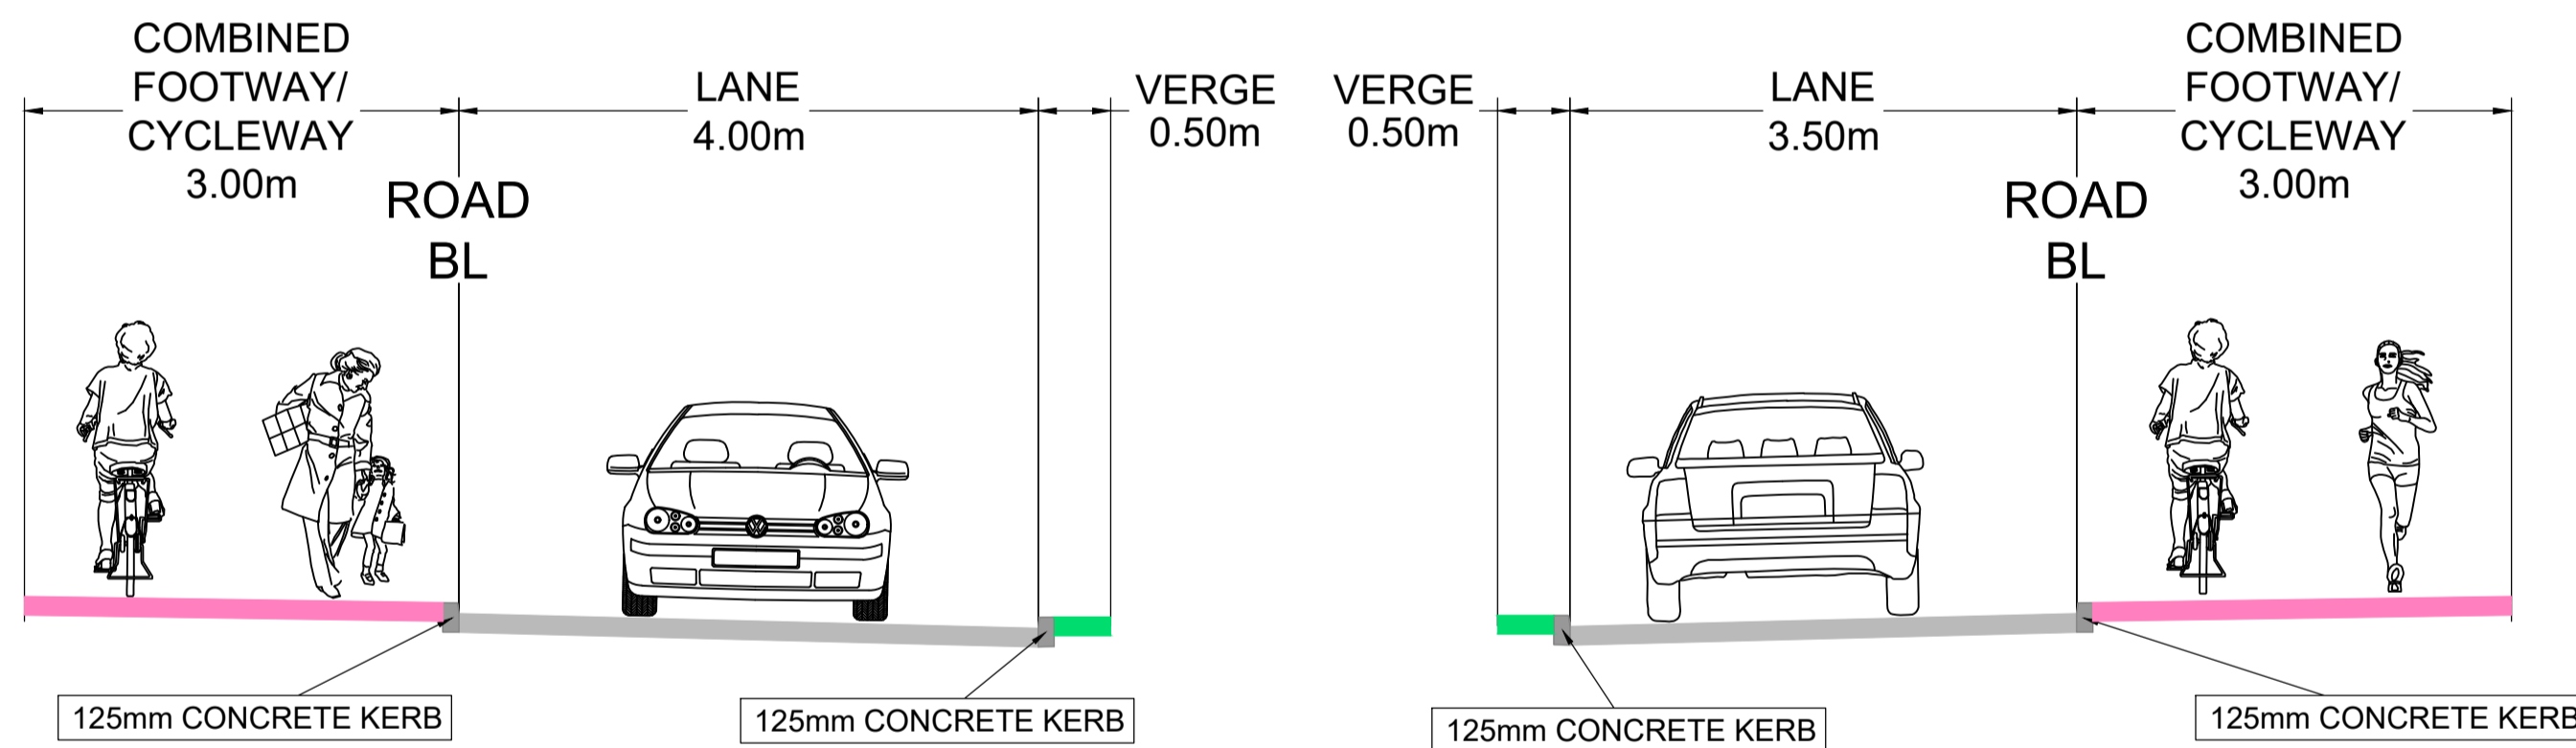 COMBINED
FOOTWAY/
CYCLEWAY
3.00m
ROAD
BL
LANE
4.00m
VERGE
0.50m
125mm CONCRETE KERB
125mm CONCRETE KERB
VERGE
0.50m
LANE
3.50m
ROAD
BL
COMBINED
FOOTWAY/
CYCLEWAY
3.00m
125mm CONCRETE KERB
125mm CONCRETE KERB